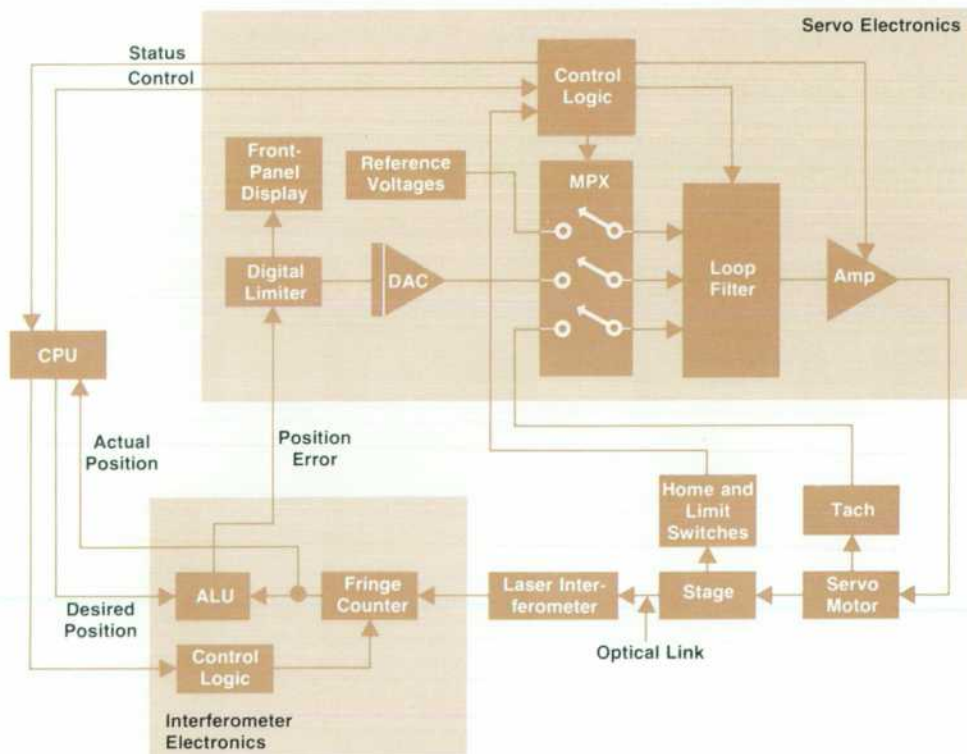 Servo Electronics
Status
Control
Control
Logic
Front-
Panel
Display
Reference
Voltages
MPX
Digital
Limiter
DAC
Loop
Filter
Amp
CPU
Actual
Position
Position
Error
Home and
Limit
Switches
Tach
ALU
Fringe
Counter
Laser Inter-
ferometer
Stage
Servo
Motor
Desired
Position
Optical Link
Control
Logic
Interferometer
Electronics